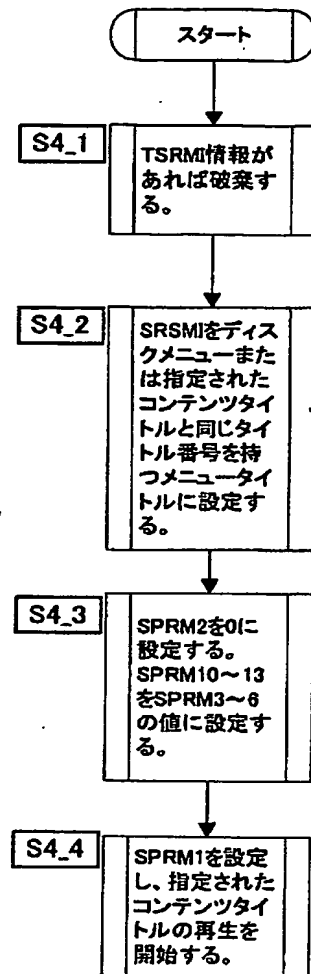 スタート
S4_1
TSRMI情報が
あれば破棄す
る。
S4_2
SRSMIをディス
クメニューまた
は指定された
コンテンツタイ
トルと同じタイ
トル番号を持
つメニュータイ
トルに設定す
る。
S4_3
SPRM2を0に
設定する。
SPRM10～13
をSPRM3～6
の値に設定す
る。
S4_4
SPRM1を設定
し、指定された
コンテンツタイ
トルの再生を
開始する。